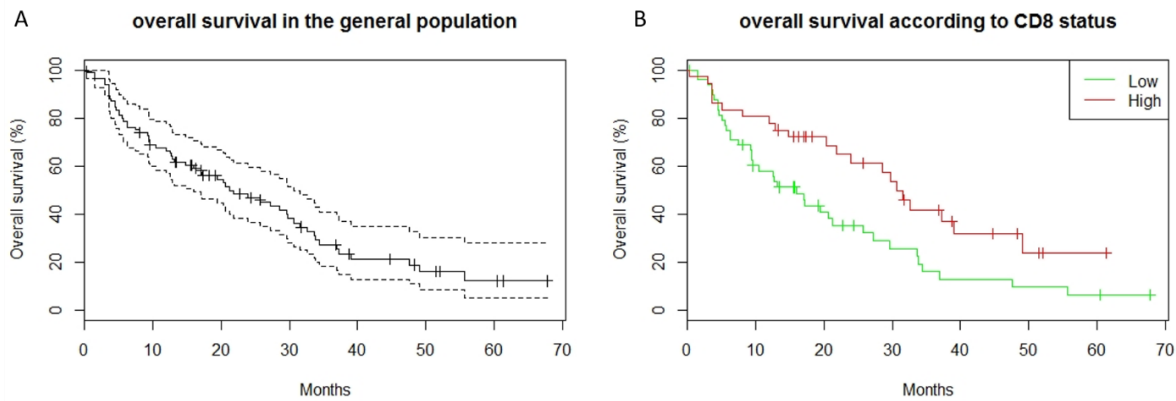 A
overall survival in the general population
Overall survival (%)
100
80
60
40
20
0
0 10 20 30 40 50 60 70
Months
B
overall survival according to CD8 status
Overall survival (%)
100
80
60
40
20
0
Low
High
0 10 20 30 40 50 60 70
Months